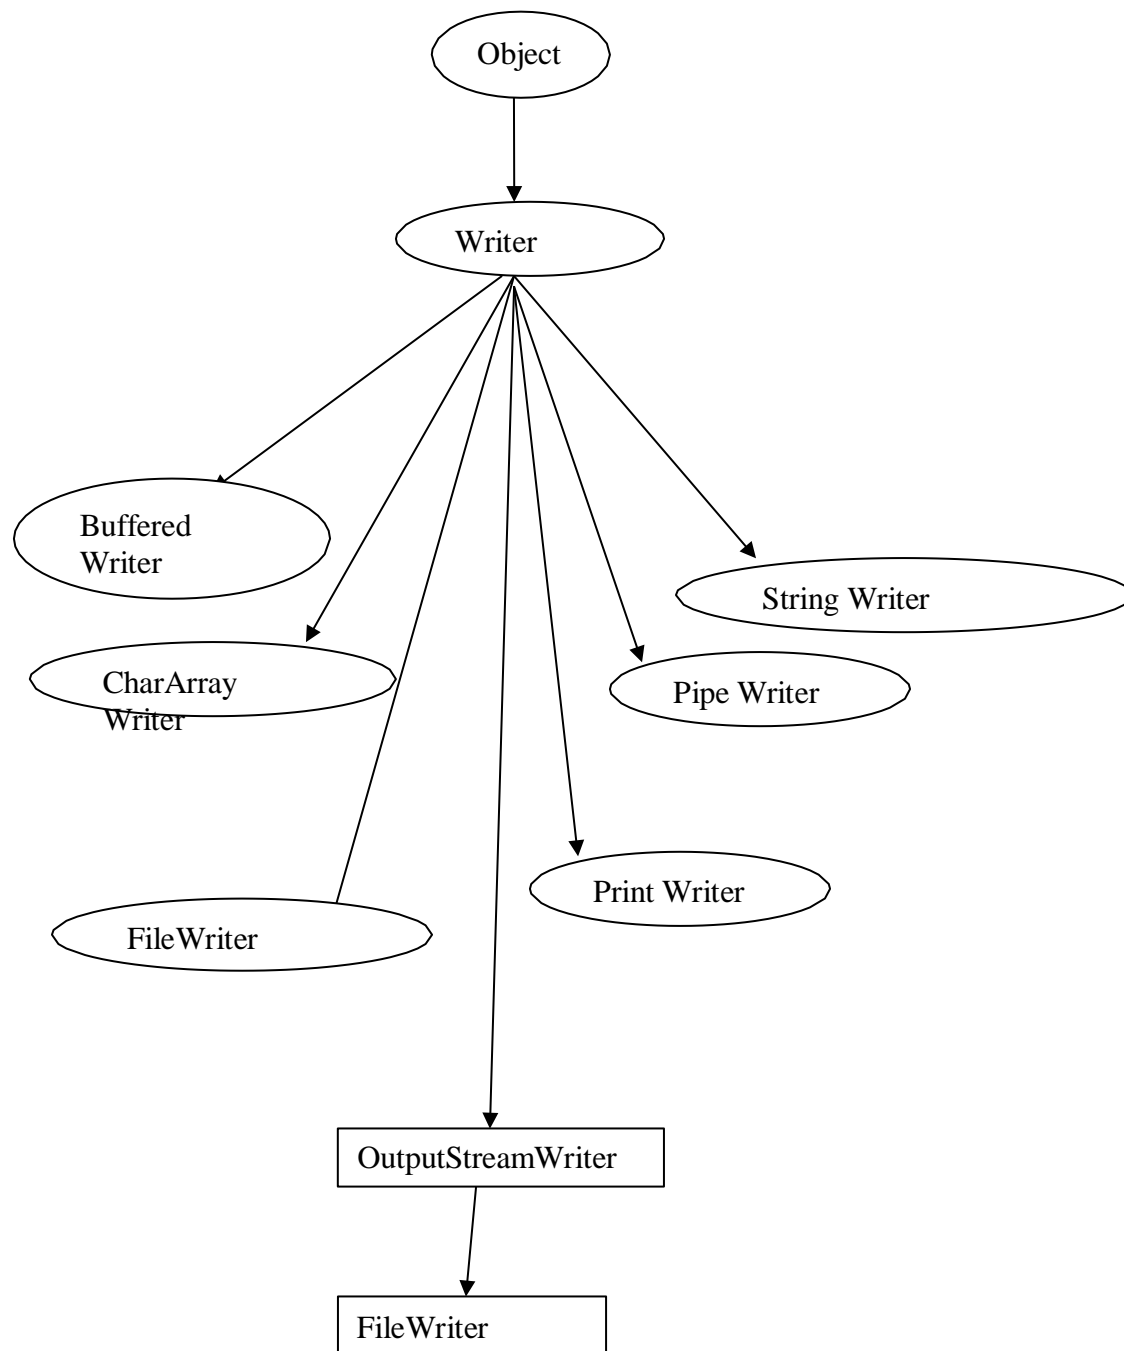 Object
Writer
Buffered
Writer
String Writer
CharArray
Writer
Pipe Writer
Print Writer
FileWriter
OutputStreamWriter
FileWriter